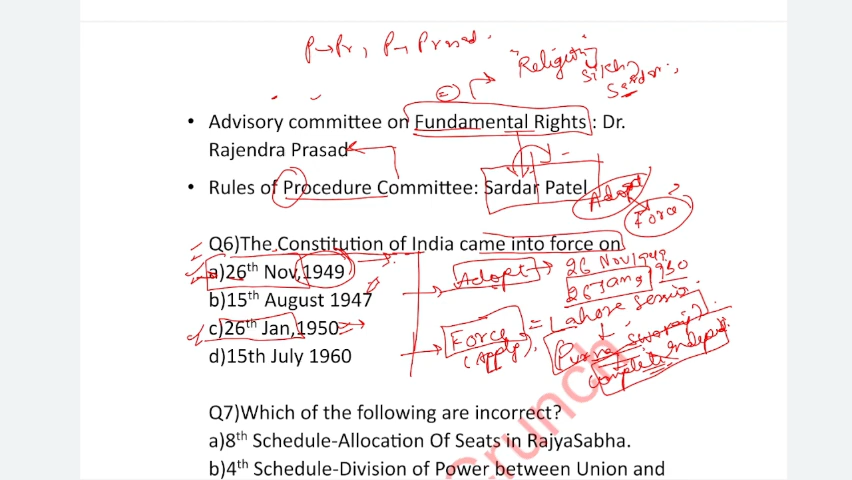 P→Pr, P→ Prasad.
"Religion"
Sikh
Sardar.
• Advisory committee on Fundamental Rights : Dr.
Rajendra Prasad
• Rules of Procedure Committee: Sardar Patel
Adopt
Force
Q6)The Constitution of India came into force on
a)26th Nov,1949
b)15th August 1947
c)26th Jan,1950
d)15th July 1960
Adopt → 26 Nov 1949
26 Jan 1930
Force = Lahore session
(Apply)
Purna swaraj
complete independ
Q7)Which of the following are incorrect?
a)8th Schedule-Allocation Of Seats in RajyaSabha.
b)4th Schedule-Division of Power between Union and
Crunch